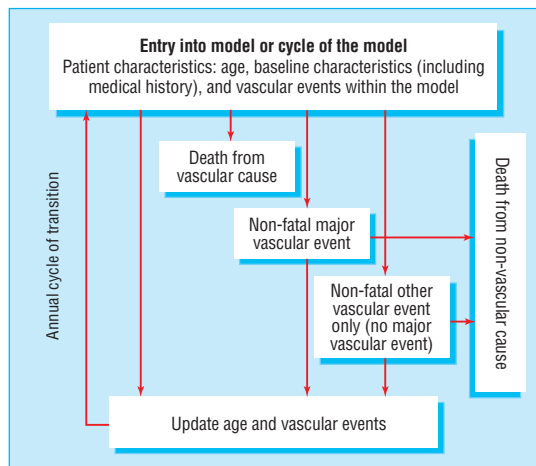 Entry into model or cycle of the model
Patient characteristics: age, baseline characteristics (including
medical history), and vascular events within the model
Death from
vascular cause
Non-fatal major
vascular event
Non-fatal other
vascular event
only (no major
vascular event)
Death from non-vascular
cause
Annual cycle of transition
Update age and vascular events